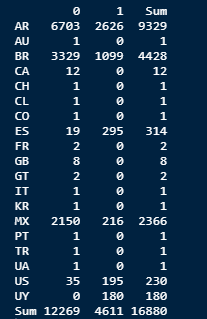 0 1 Sum
AR 6703 2626 9329
AU 1 0 1
BR 3329 1099 4428
CA 12 0 12
CH 1 0 1
CL 1 0 1
CO 1 0 1
ES 19 295 314
FR 2 0 2
GB 8 0 8
GT 2 0 2
IT 1 0 1
KR 1 0 1
MX 2150 216 2366
PT 1 0 1
TR 1 0 1
UA 1 0 1
US 35 195 230
UY 0 180 180
Sum 12269 4611 16880